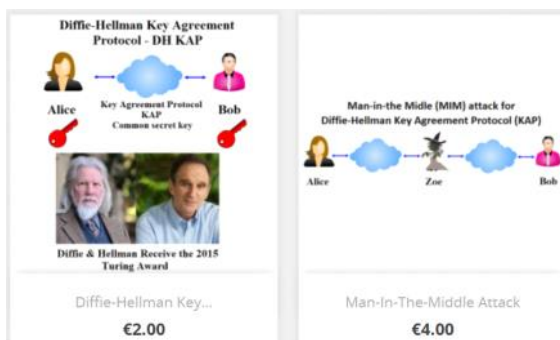 Diffie-Hellman Key Agreement
Protocol - DH KAP
Alice
Key Agreement Protocol
KAP
Common secret key
Bob
Diffie & Hellman Receive the 2015
Turing Award
Diffie-Hellman Key...
€2.00
Man-in-the Midle (MIM) attack for
Diffie-Hellman Key Agreement Protocol (KAP)
Alice
Zoe
Bob
Man-In-The-Middle Attack
€4.00